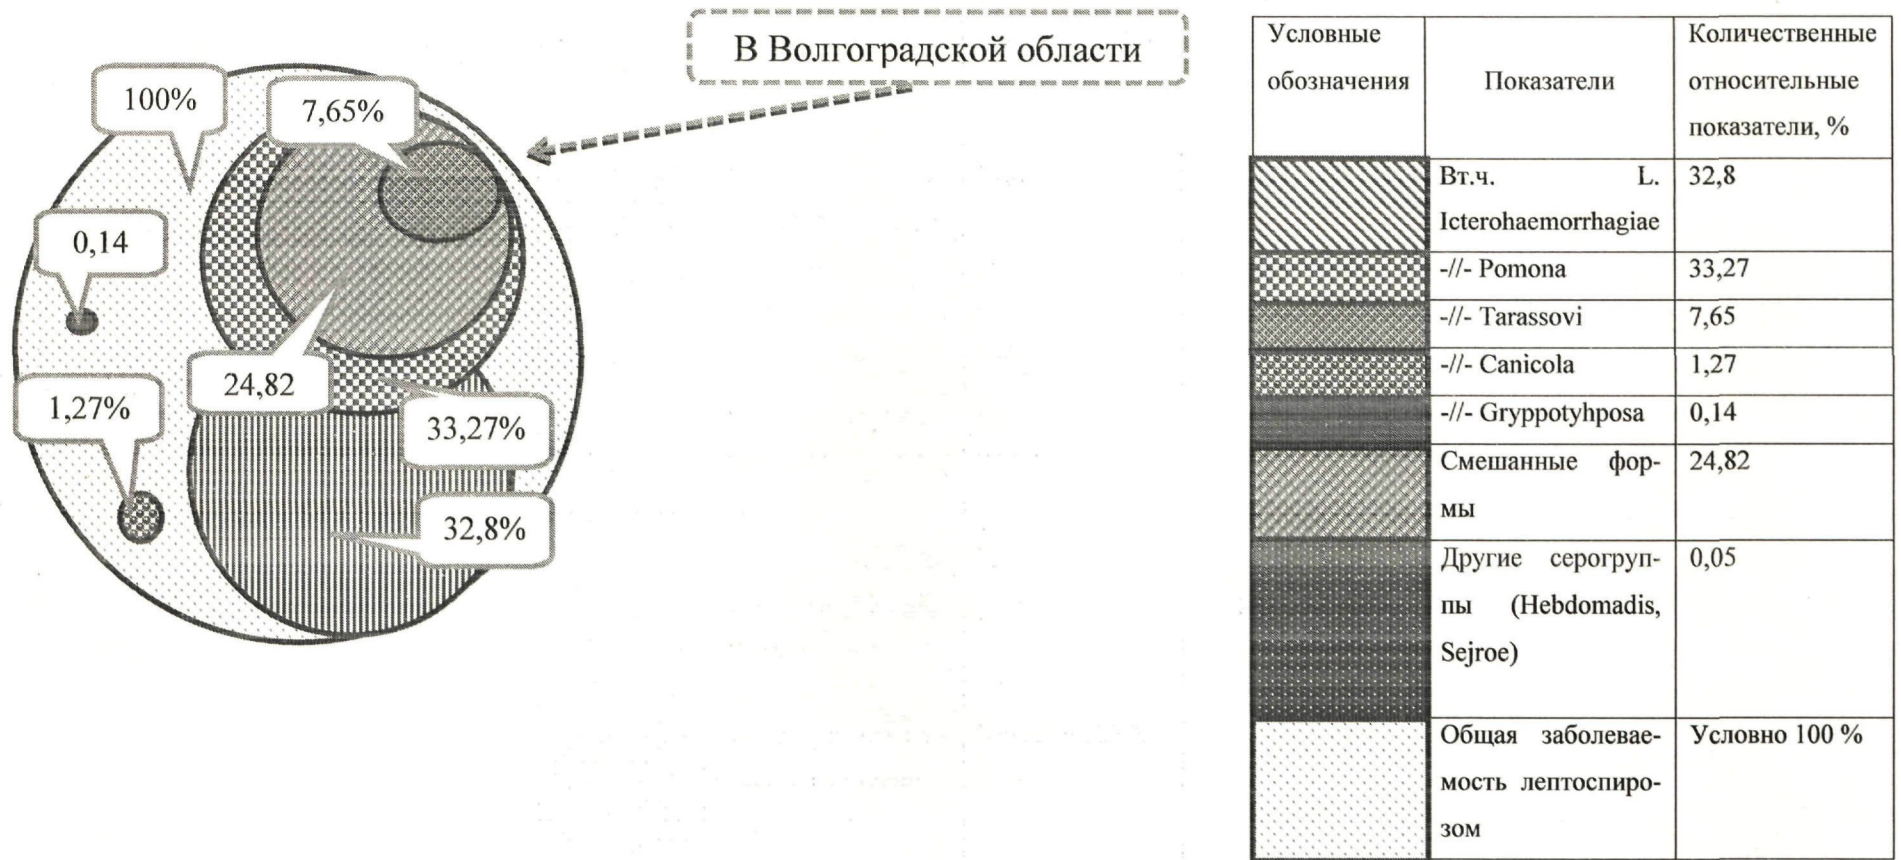 В Волгоградской области
100%
7,65%
0,14
24,82
1,27%
33,27%
32,8%
Условные
обозначения
Показатели
Количественные
относительные
показатели, %
Вт.ч. L.
Icterohaemorrhagiae
32,8
-//- Pomona
33,27
-//- Tarassovi
7,65
-//- Canicola
1,27
-//- Gryppotyhposa
0,14
Смешанные фор-
мы
24,82
Другие серогруп-
пы (Hebdomadis,
Sejroe)
0,05
Общая заболевае-
мость лептоспиро-
зом
Условно 100 %